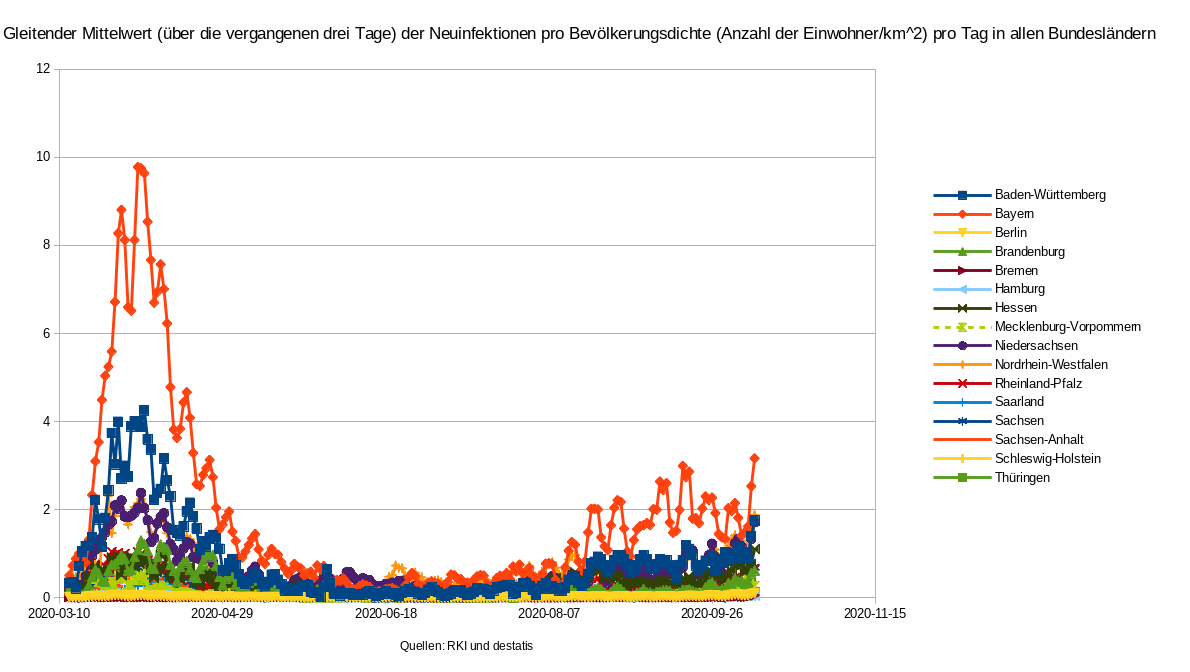 Gleitender Mittelwert (über die vergangenen drei Tage) der Neuinfektionen pro Bevölkerungsdichte (Anzahl der Einwohner/km^2) pro Tag in allen Bundesländern
12
10
8
6
4
2
0
2020-03-10 2020-04-29 2020-06-18 2020-08-07 2020-09-26 2020-11-15
Baden-Württemberg
Bayern
Berlin
Brandenburg
Bremen
Hamburg
Hessen
Mecklenburg-Vorpommern
Niedersachsen
Nordrhein-Westfalen
Rheinland-Pfalz
Saarland
Sachsen
Sachsen-Anhalt
Schleswig-Holstein
Thüringen
Quellen: RKI und destatis